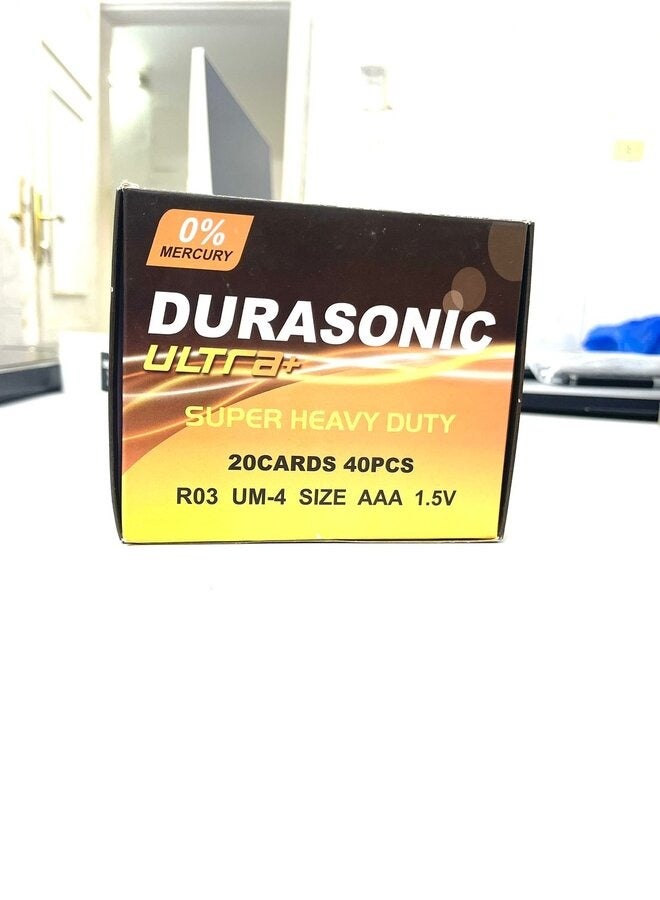 0%
MERCURY
DURASONIC
ULTra+
SUPER HEAVY DUTY
20CARDS 40PCS
R03 UM-4 SIZE AAA 1.5V